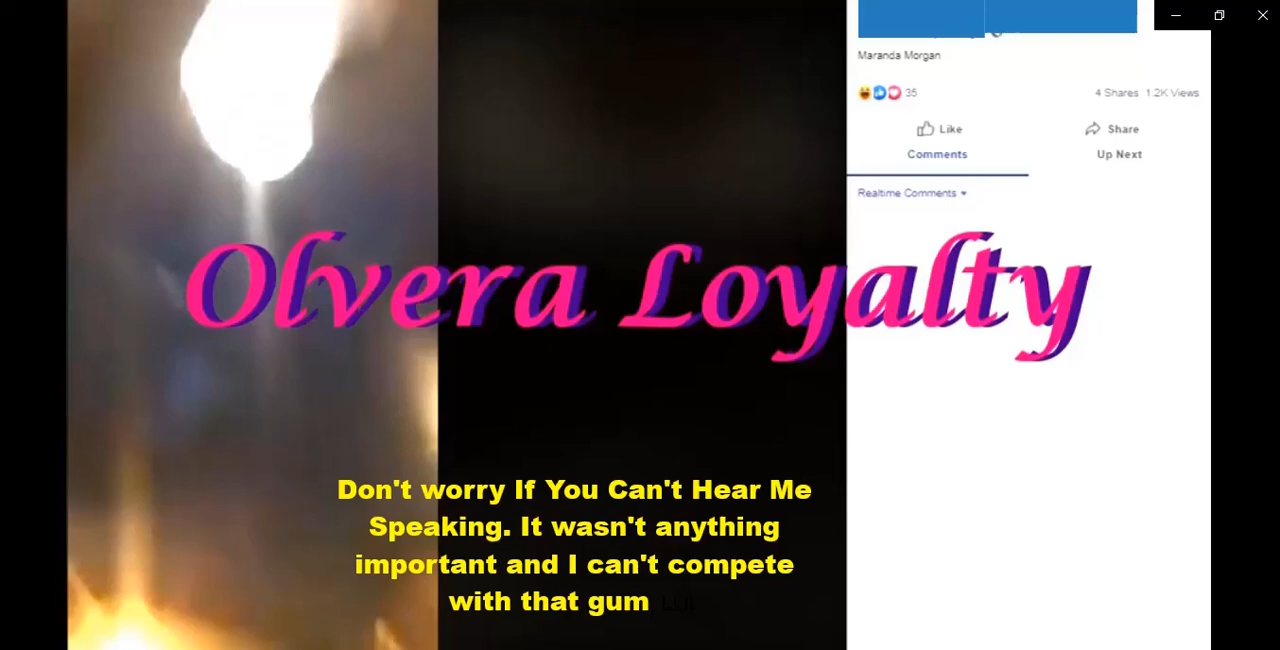 Maranda Morgan
35
4 Shares 1.2K Views
Like
Share
Comments
Up Next
Realtime Comments
Olvera Loyalty
Don't worry If You Can't Hear Me
Speaking. It wasn't anything
important and I can't compete
with that gum LOL